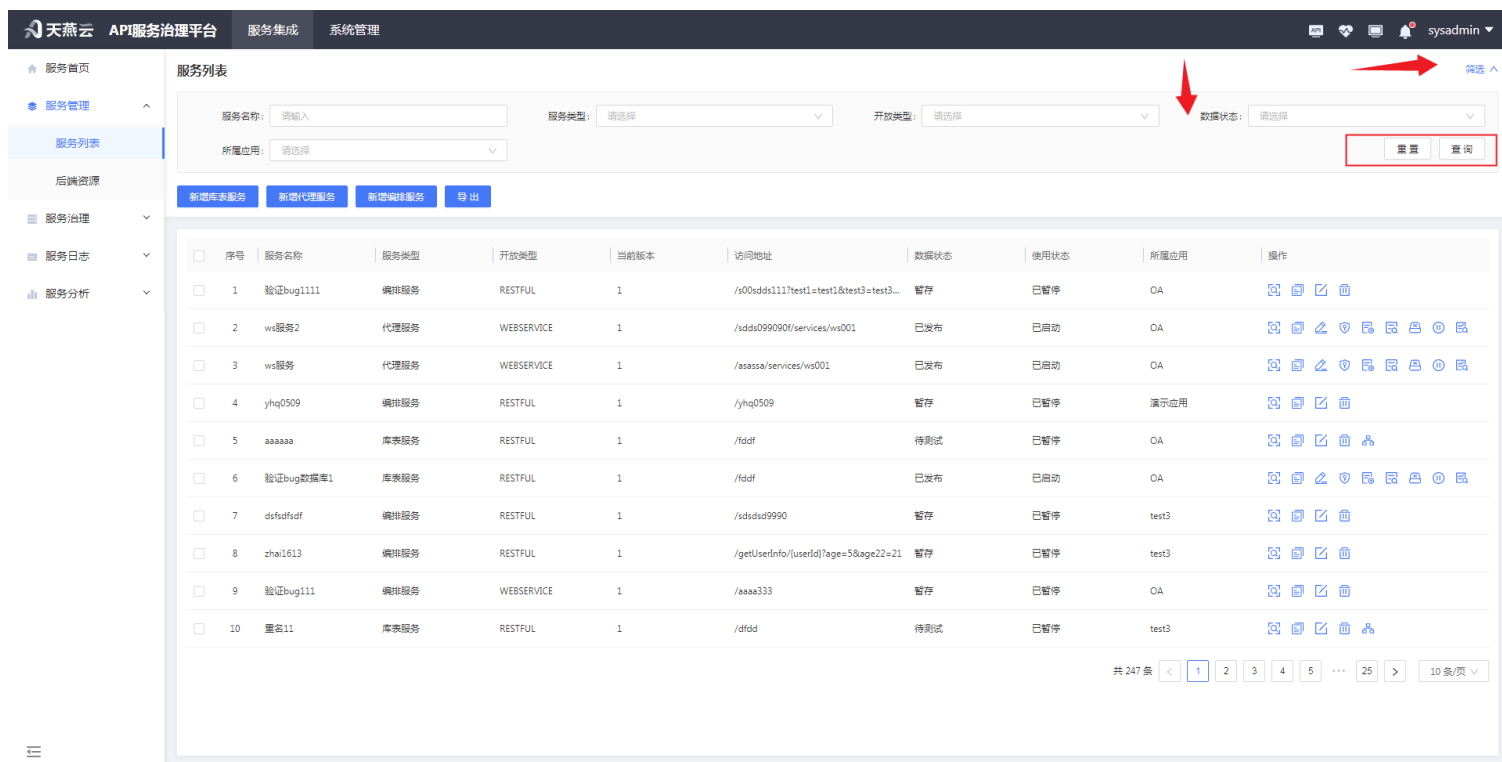 天燕云 API服务治理平台 服务集成 系统管理 sysadmin
服务首页
服务管理
服务列表
后端资源
服务治理
服务日志
服务分析
服务列表 筛选
服务名称: 请输入 服务类型: 请选择 开放类型: 请选择 数据状态: 请选择
所属应用: 请选择 重置 查询
新增库表服务 新增代理服务 新增编排服务 导出
序号 服务名称 服务类型 开放类型 当前版本 访问地址 数据状态 使用状态 所属应用 操作
1 验证bug1111 编排服务 RESTFUL 1 /s00sdds111?test1=test1&test3=test3... 暂存 已暂停 OA
2 ws服务2 代理服务 WEBSERVICE 1 /sdds099090f/services/ws001 已发布 已启动 OA
3 ws服务 代理服务 WEBSERVICE 1 /asassa/services/ws001 已发布 已启动 OA
4 yhq0509 编排服务 RESTFUL 1 /yhq0509 暂存 已暂停 演示应用
5 aaaaaa 库表服务 RESTFUL 1 /fddf 待测试 已暂停 OA
6 验证bug数据库1 库表服务 RESTFUL 1 /fddf 已发布 已启动 OA
7 dsfsdfsdf 编排服务 RESTFUL 1 /sdsdsd9990 暂存 已暂停 test3
8 zhai1613 编排服务 RESTFUL 1 /getUserInfo/{userId}?age=5&age22=21 暂存 已暂停 test3
9 验证bug111 编排服务 WEBSERVICE 1 /aaaa333 暂存 已暂停 OA
10 重名11 库表服务 RESTFUL 1 /dfdd 待测试 已暂停 test3
共 247 条 < 1 2 3 4 5 ··· 25 > 10 条/页